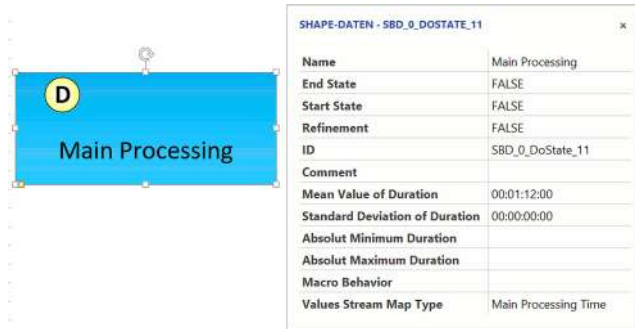 D
Main Processing
SHAPE-DATEN - SBD_0_DOSTATE_11 ×
Name Main Processing
End State FALSE
Start State FALSE
Refinement FALSE
ID SBD_0_DoState_11
Comment
Mean Value of Duration 00:01:12:00
Standard Deviation of Duration 00:00:00:00
Absolut Minimum Duration
Absolut Maximum Duration
Macro Behavior
Values Stream Map Type Main Processing Time